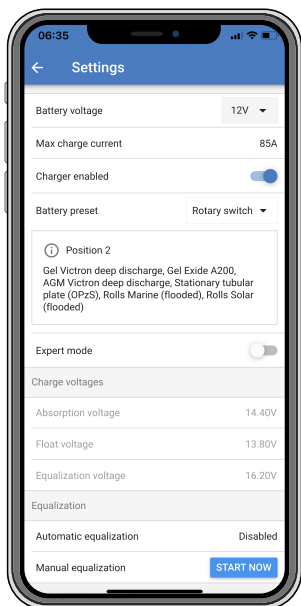 06:35
Settings
Battery voltage 12V
Max charge current 85A
Charger enabled
Battery preset Rotary switch
Position 2
Gel Victron deep discharge, Gel Exide A200,
AGM Victron deep discharge, Stationary tubular
plate (OPzS), Rolls Marine (flooded), Rolls Solar
(flooded)
Expert mode
Charge voltages
Absorption voltage 14.40V
Float voltage 13.80V
Equalization voltage 16.20V
Equalization
Automatic equalization Disabled
Manual equalization START NOW